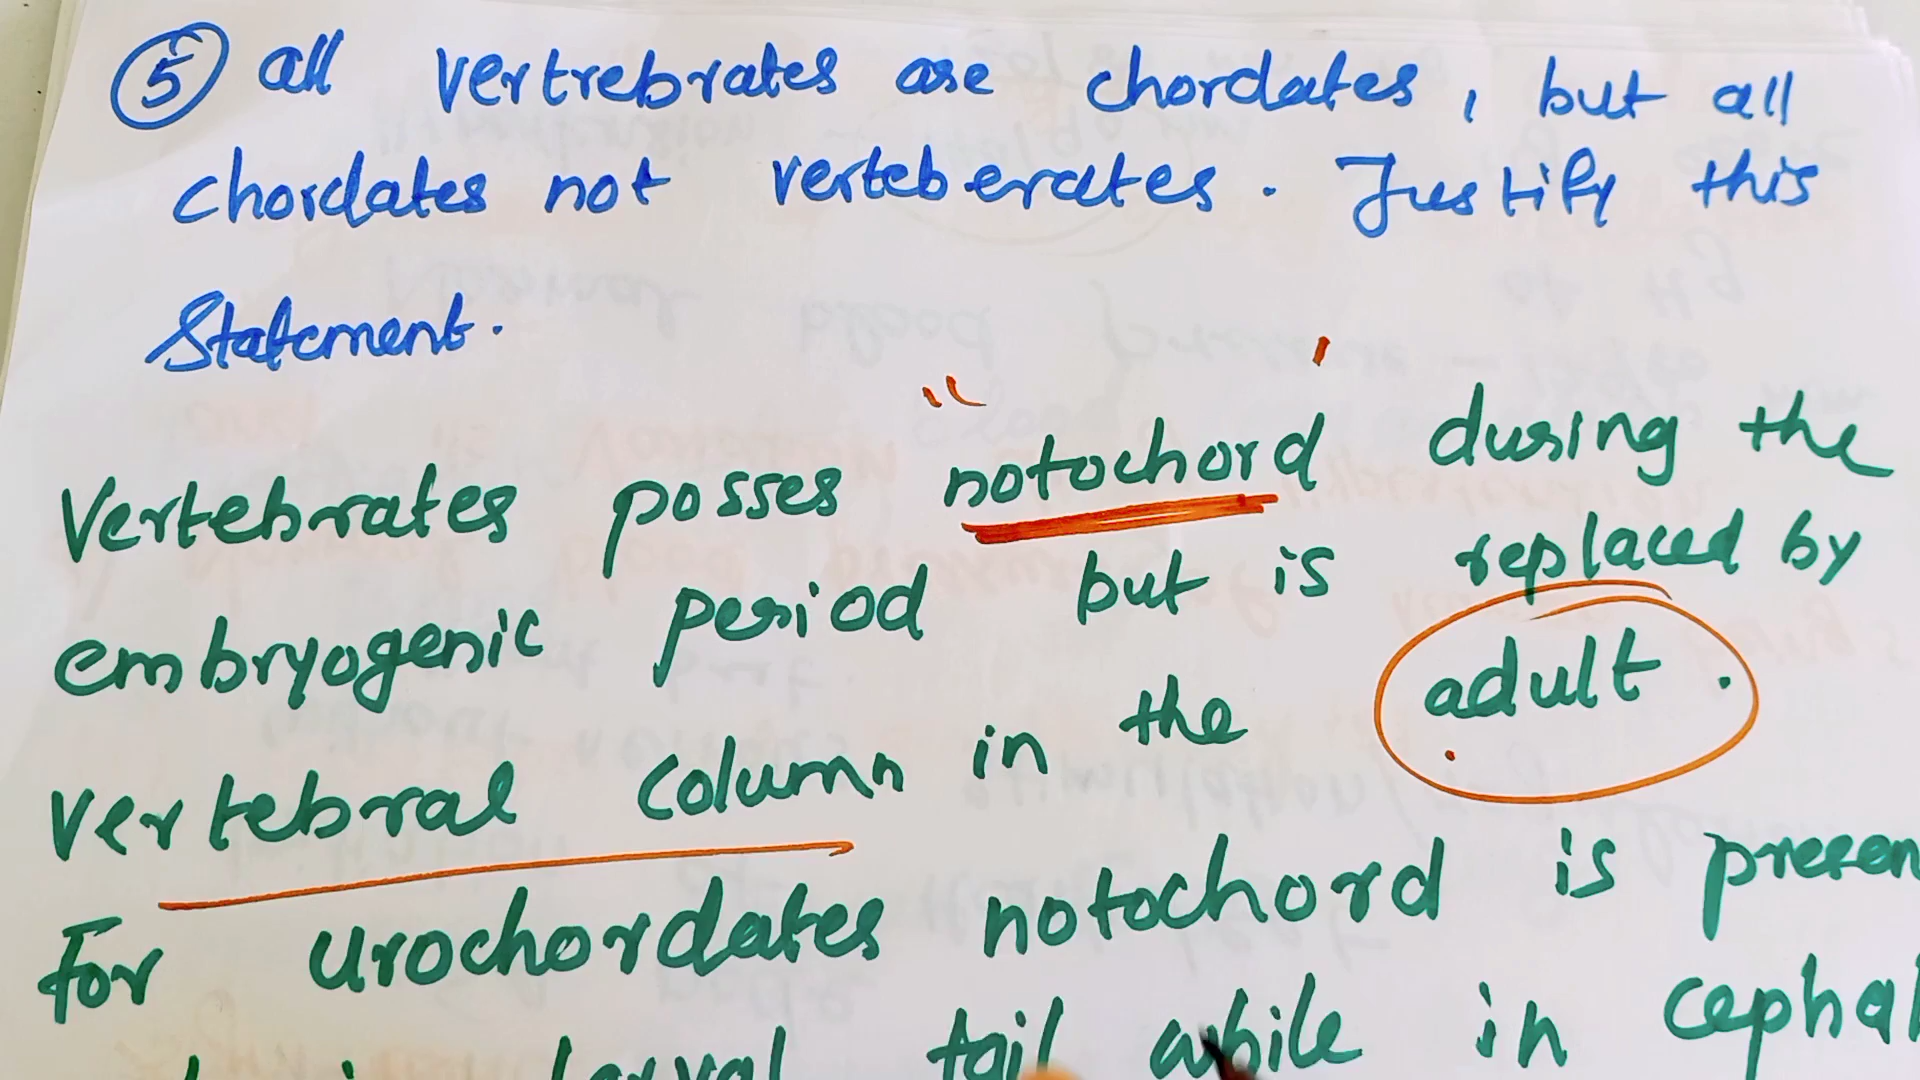 5 all vertrebrates are chordates, but all
chordates not verteberates. Justify this
Statement.
Vertebrates posses "notochord' during the
embryogenic period but is replaced by
vertebral column in the adult.
For urochordates notochord is presen
larval tail while in cephal